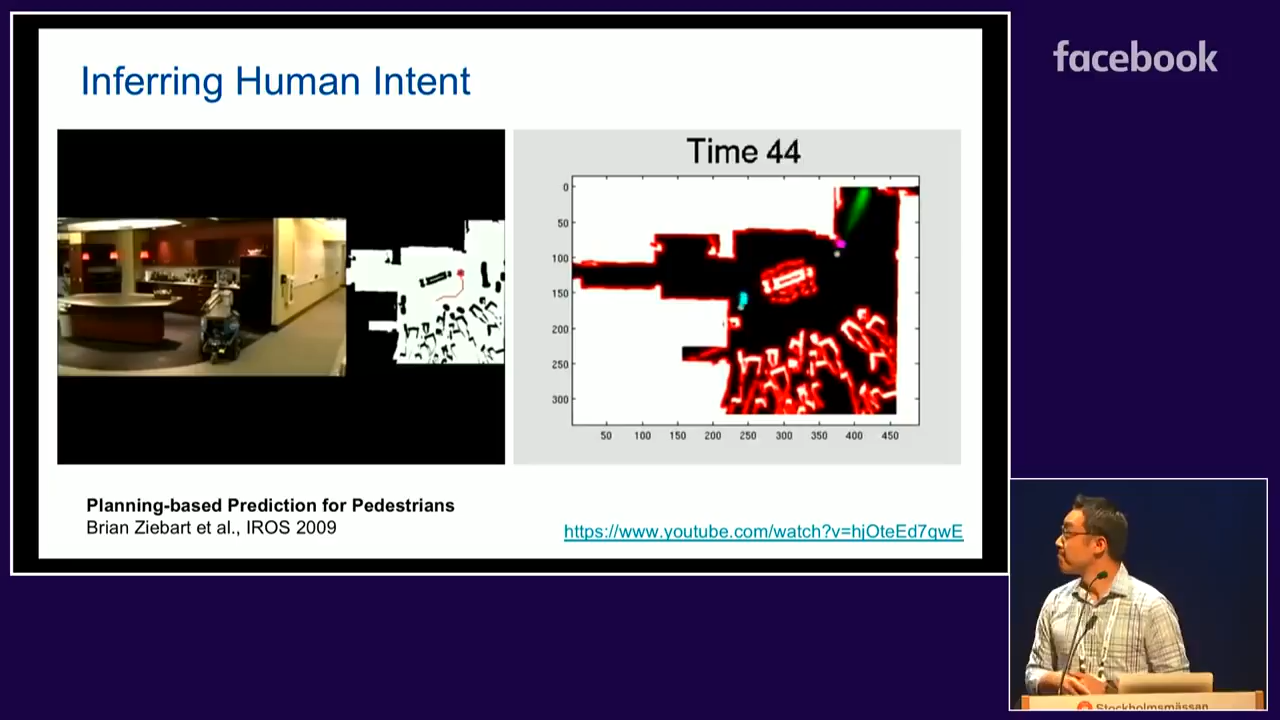 facebook
Inferring Human Intent
Time 44
0
50
100
150
200
250
300
50 100 150 200 250 300 350 400 450
Planning-based Prediction for Pedestrians
Brian Ziebart et al., IROS 2009
https://www.youtube.com/watch?v=hjOteEd7qwE
Stockholmsmässan